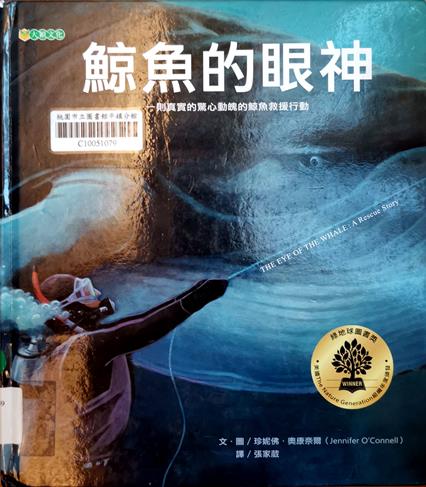 人類文化
鯨魚的眼神
一則真實的驚心動魄的鯨魚救援行動
桃園市立圖書館平鎮分館
C10051079
THE EYE OF THE WHALE : A Rescue Story
綠地球圖書獎
WINNER
The Nature Generation
文・圖/珍妮佛・奧康奈爾(Jennifer O'Connell)
譯/張家葳